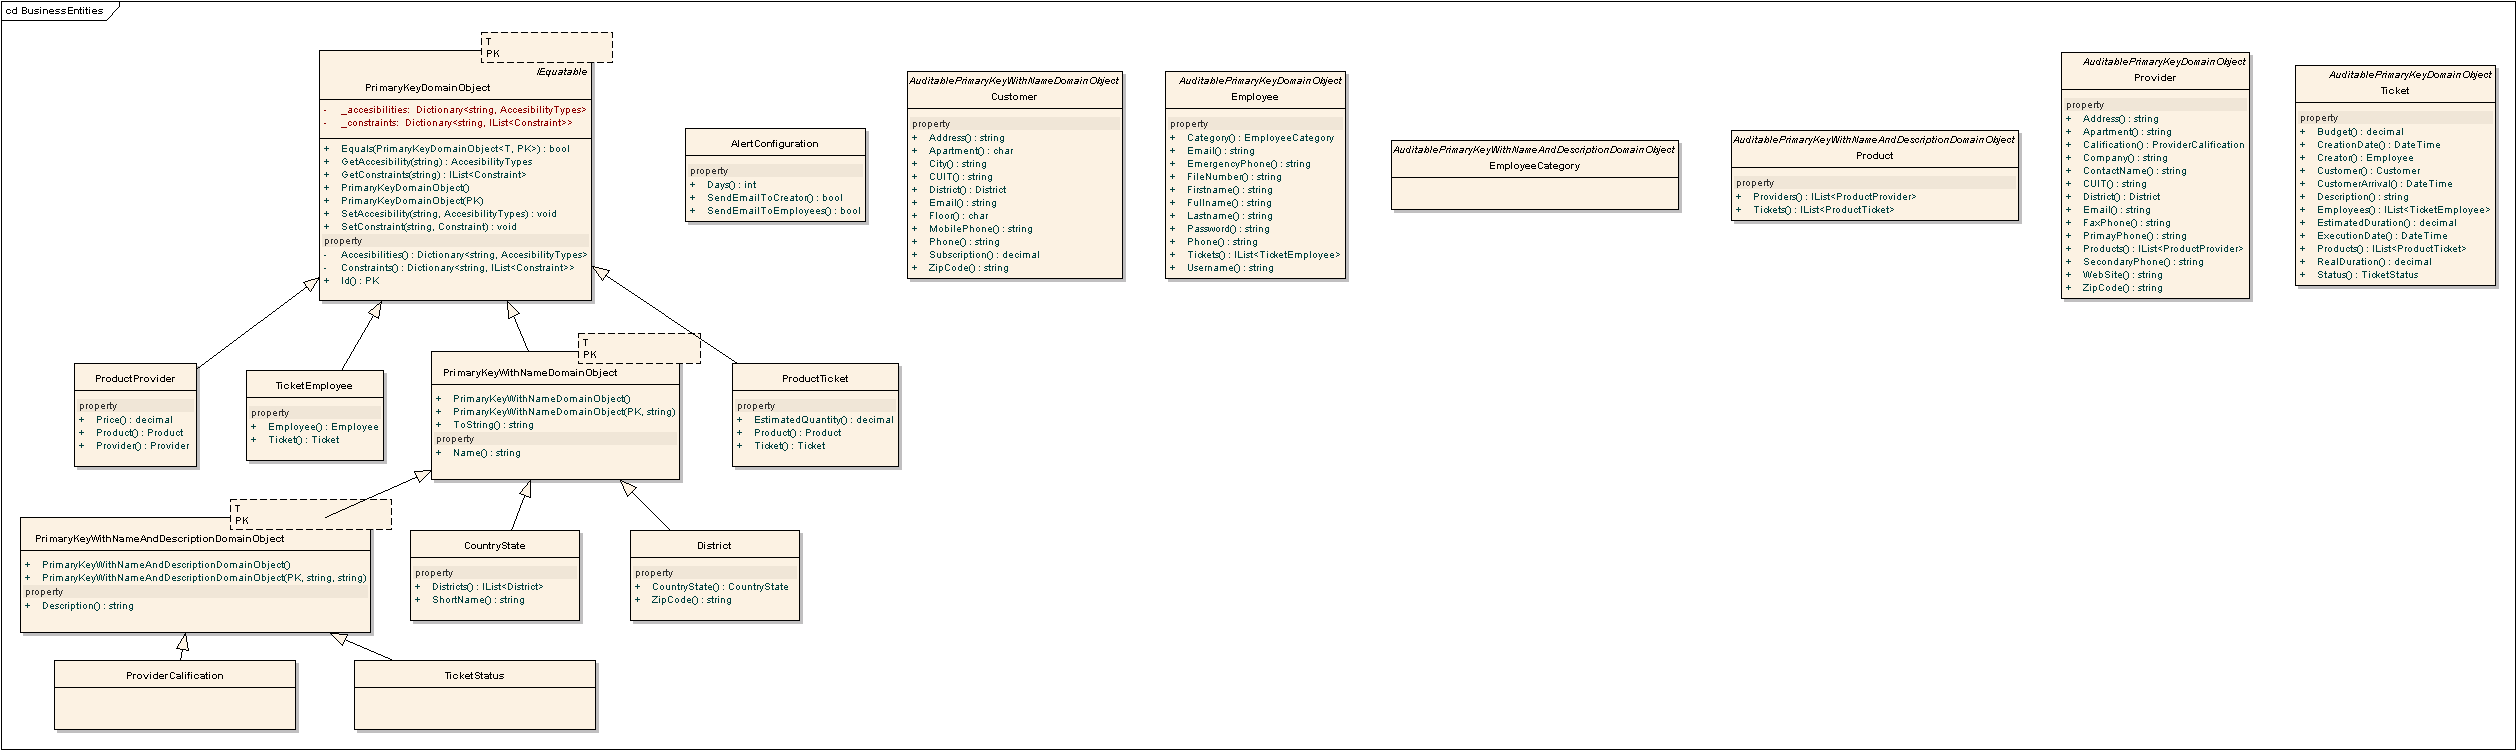 cd BusinessEntities
T
PK
IEquatable
PrimaryKeyDomainObject
- _accesibilities: Dictionary<string, AccesibilityTypes>
- _constraints: Dictionary<string, IList<Constraint>>
+ Equals(PrimaryKeyDomainObject<T, PK>) : bool
+ GetAccesibility(string) : AccesibilityTypes
+ GetConstraints(string) : IList<Constraint>
+ PrimaryKeyDomainObject()
+ PrimaryKeyDomainObject(PK)
+ SetAccesibility(string, AccesibilityTypes) : void
+ SetConstraint(string, Constraint) : void
property
- Accesibilities() : Dictionary<string, AccesibilityTypes>
- Constraints() : Dictionary<string, IList<Constraint>>
+ Id() : PK
AlertConfiguration
property
+ Days() : int
+ SendEmailToCreator() : bool
+ SendEmailToEmployees() : bool
AuditablePrimaryKeyWithNameDomainObject
Customer
property
+ Address() : string
+ Apartment() : char
+ City() : string
+ CUIT() : string
+ District() : District
+ Email() : string
+ Floor() : char
+ MobilePhone() : string
+ Phone() : string
+ Subscription() : decimal
+ ZipCode() : string
AuditablePrimaryKeyDomainObject
Employee
property
+ Category() : EmployeeCategory
+ Email() : string
+ EmergencyPhone() : string
+ FileNumber() : string
+ Firstname() : string
+ Fullname() : string
+ Lastname() : string
+ Password() : string
+ Phone() : string
+ Tickets() : IList<TicketEmployee>
+ Username() : string
AuditablePrimaryKeyWithNameAndDescriptionDomainObject
EmployeeCategory
AuditablePrimaryKeyWithNameAndDescriptionDomainObject
Product
property
+ Providers() : IList<ProductProvider>
+ Tickets() : IList<ProductTicket>
AuditablePrimaryKeyDomainObject
Provider
property
+ Address() : string
+ Apartment() : string
+ Calification() : ProviderCalification
+ Company() : string
+ ContactName() : string
+ CUIT() : string
+ District() : District
+ Email() : string
+ FaxPhone() : string
+ PrimayPhone() : string
+ Products() : IList<ProductProvider>
+ SecondaryPhone() : string
+ WebSite() : string
+ ZipCode() : string
AuditablePrimaryKeyDomainObject
Ticket
property
+ Budget() : decimal
+ CreationDate() : DateTime
+ Creator() : Employee
+ Customer() : Customer
+ CustomerArrival() : DateTime
+ Description() : string
+ Employees() : IList<TicketEmployee>
+ EstimatedDuration() : decimal
+ ExecutionDate() : DateTime
+ Products() : IList<ProductTicket>
+ RealDuration() : decimal
+ Status() : TicketStatus
ProductProvider
property
+ Price() : decimal
+ Product() : Product
+ Provider() : Provider
TicketEmployee
property
+ Employee() : Employee
+ Ticket() : Ticket
T
PK
PrimaryKeyWithNameDomainObject
+ PrimaryKeyWithNameDomainObject()
+ PrimaryKeyWithNameDomainObject(PK, string)
+ ToString() : string
property
+ Name() : string
ProductTicket
property
+ EstimatedQuantity() : decimal
+ Product() : Product
+ Ticket() : Ticket
T
PK
PrimaryKeyWithNameAndDescriptionDomainObject
+ PrimaryKeyWithNameAndDescriptionDomainObject()
+ PrimaryKeyWithNameAndDescriptionDomainObject(PK, string, string)
property
+ Description() : string
CountryState
property
+ Districts() : IList<District>
+ ShortName() : string
District
property
+ CountryState() : CountryState
+ ZipCode() : string
ProviderCalification
TicketStatus